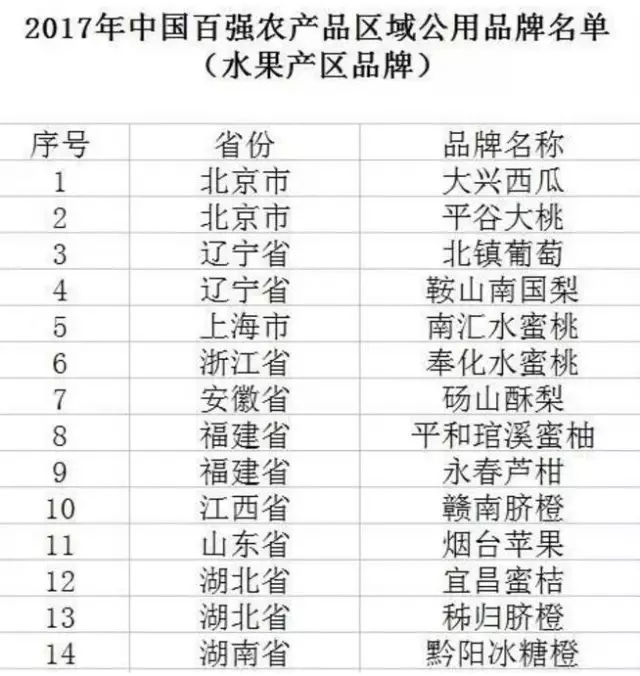 2017年中国百强农产品区域公用品牌名单
（水果产区品牌）
序号 省份 品牌名称
1 北京市 大兴西瓜
2 北京市 平谷大桃
3 辽宁省 北镇葡萄
4 辽宁省 鞍山南国梨
5 上海市 南汇水蜜桃
6 浙江省 奉化水蜜桃
7 安徽省 砀山酥梨
8 福建省 平和琯溪蜜柚
9 福建省 永春芦柑
10 江西省 赣南脐橙
11 山东省 烟台苹果
12 湖北省 宜昌蜜桔
13 湖北省 秭归脐橙
14 湖南省 黔阳冰糖橙